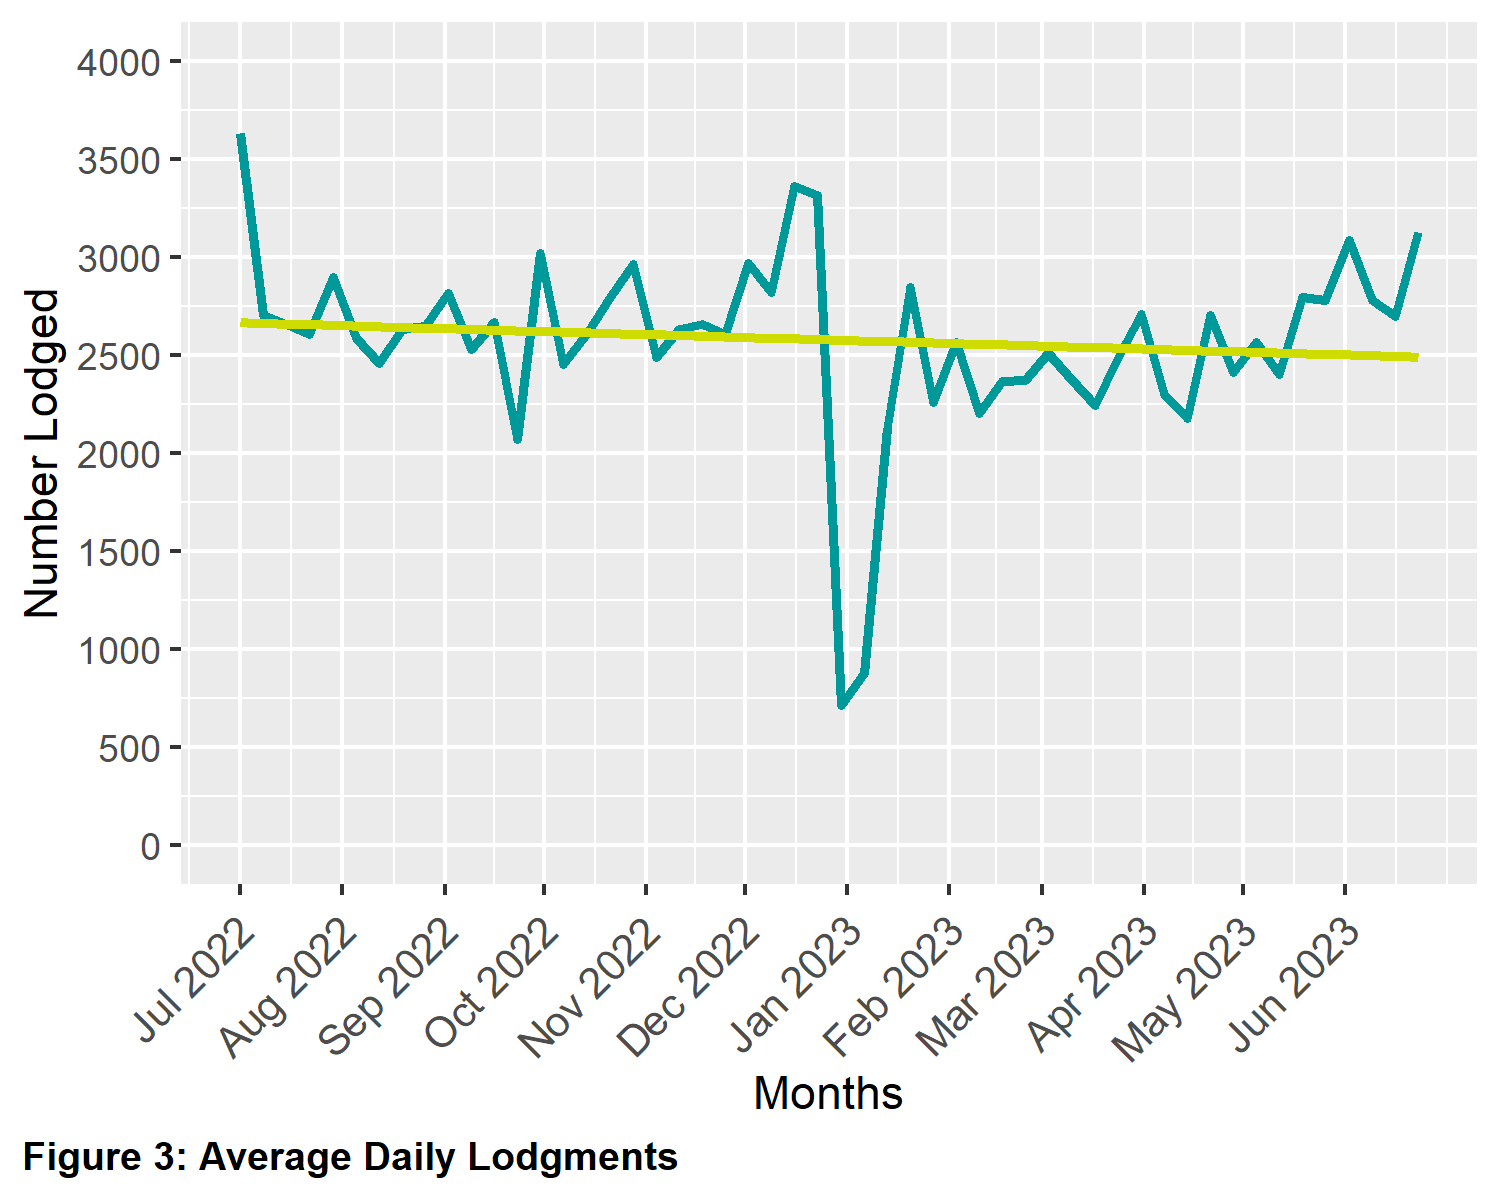 4000
3500
3000
2500
2000
1500
1000
500
0
Number Lodged
Jul 2022
Aug 2022
Sep 2022
Oct 2022
Nov 2022
Dec 2022
Jan 2023
Feb 2023
Mar 2023
Apr 2023
May 2023
Jun 2023
Months
Figure 3: Average Daily Lodgments